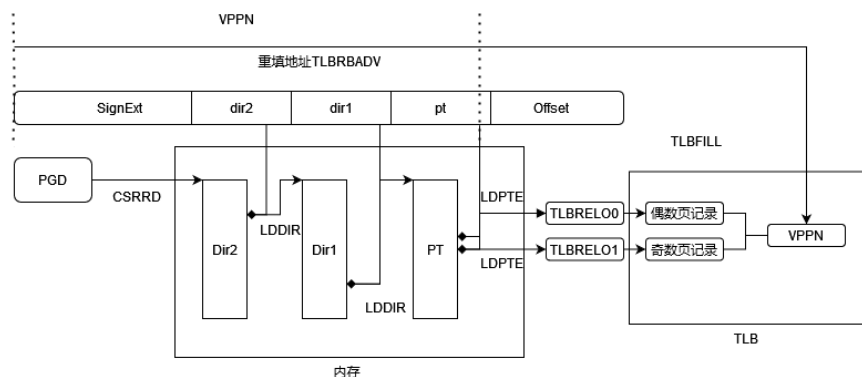 VPPN
重填地址TLBRBADV
SignExt dir2 dir1 pt Offset
TLBFILL
PGD
CSRRD
LDDIR
LDDIR
LDPTE
LDPTE
Dir2
Dir1
PT
TLBRELO0
TLBRELO1
偶数页记录
奇数页记录
VPPN
TLB
内存